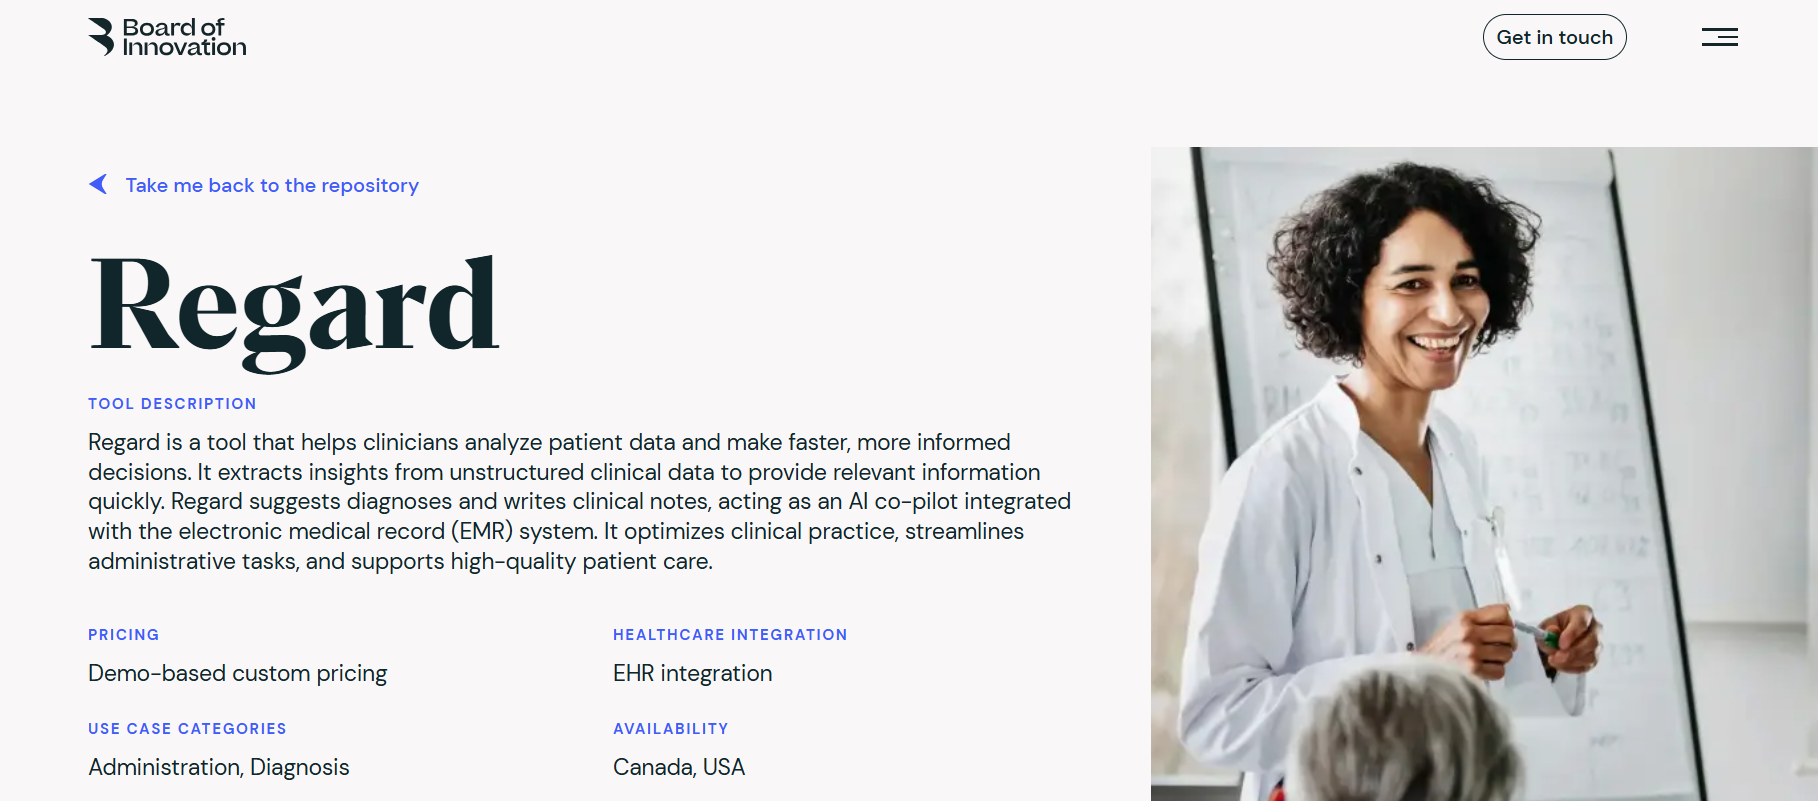 Board of
Innovation
Get in touch
Take me back to the repository
Regard
TOOL DESCRIPTION
Regard is a tool that helps clinicians analyze patient data and make faster, more informed
decisions. It extracts insights from unstructured clinical data to provide relevant information
quickly. Regard suggests diagnoses and writes clinical notes, acting as an AI co-pilot integrated
with the electronic medical record (EMR) system. It optimizes clinical practice, streamlines
administrative tasks, and supports high-quality patient care.
PRICING
Demo-based custom pricing
HEALTHCARE INTEGRATION
EHR integration
USE CASE CATEGORIES
Administration, Diagnosis
AVAILABILITY
Canada, USA